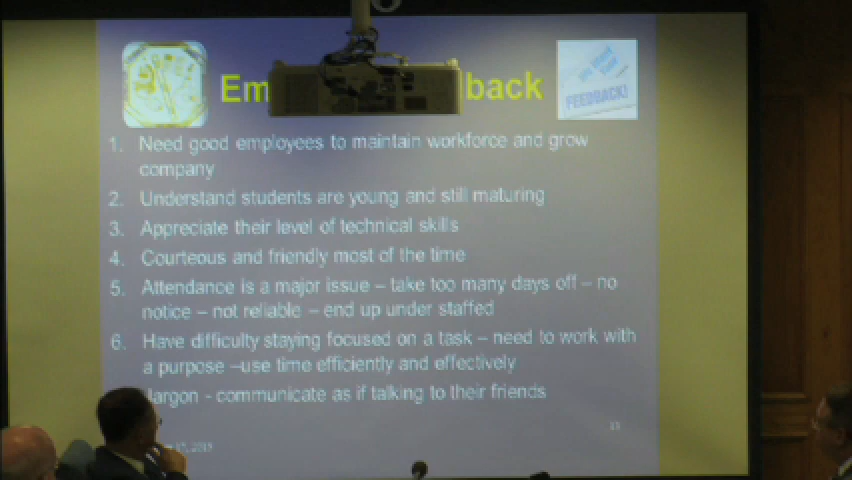 Em back
FEEDBACK!
1. Need good employees to maintain workforce and grow
company
2. Understand students are young and still maturing
3. Appreciate their level of technical skills
4. Courteous and friendly most of the time
5. Attendance is a major issue – take too many days off – no
notice – not reliable – end up under staffed
6. Have difficulty staying focused on a task – need to work with
a purpose –use time efficiently and effectively
Jargon - communicate as if talking to their friends